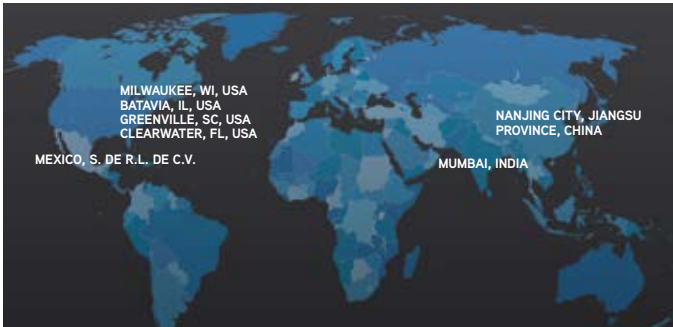 MILWAUKEE, WI, USA
BATAVIA, IL, USA
GREENVILLE, SC, USA
CLEARWATER, FL, USA
MEXICO, S. DE R.L. DE C.V.
NANJING CITY, JIANGSU
PROVINCE, CHINA
MUMBAI, INDIA